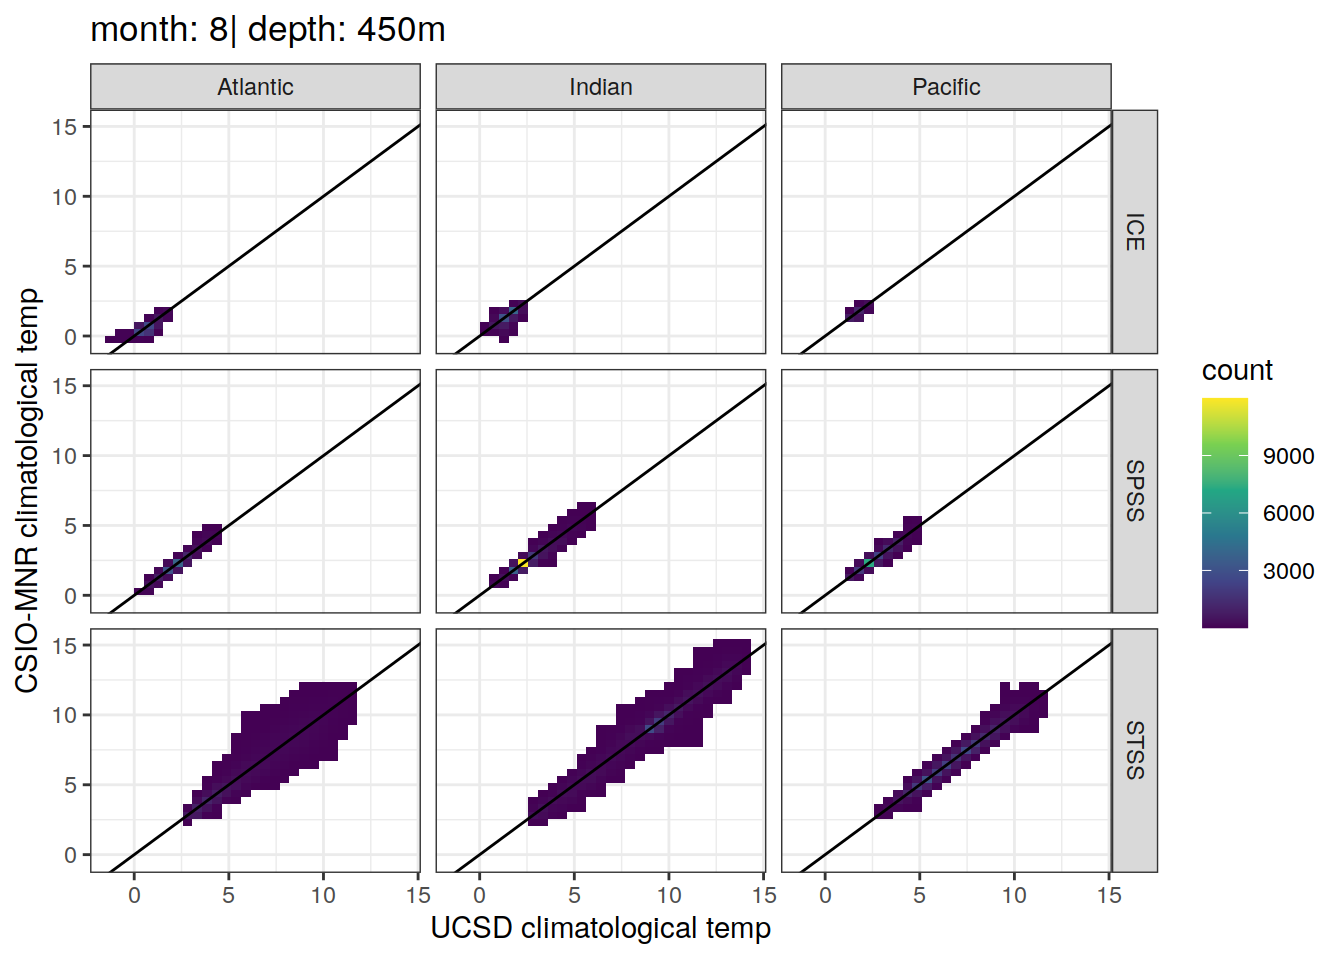 month: 8| depth: 450m
Atlantic
Indian
Pacific
15
10
5
0
ICE
15
10
5
0
SPSS
15
10
5
0
STSS
0 5 10 15
0 5 10 15
0 5 10 15
UCSD climatological temp
CSIO-MNR climatological temp
count
9000
6000
3000